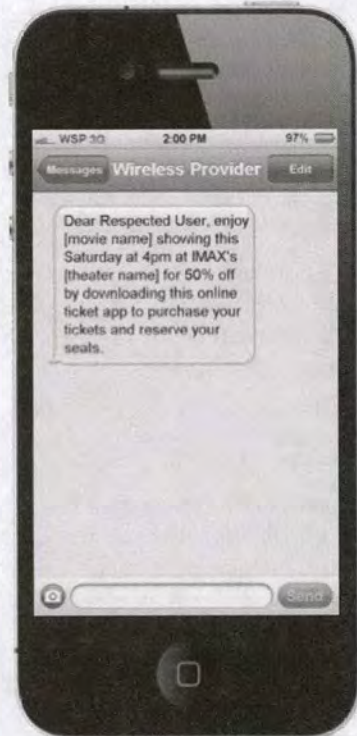 WSP 3G 2:00 PM 97%
Messages Wireless Provider Edit
Dear Respected User, enjoy
[movie name] showing this
Saturday at 4pm at IMAX's
[theater name] for 50% off
by downloading this online
ticket app to purchase your
tickets and reserve your
seats.
Send